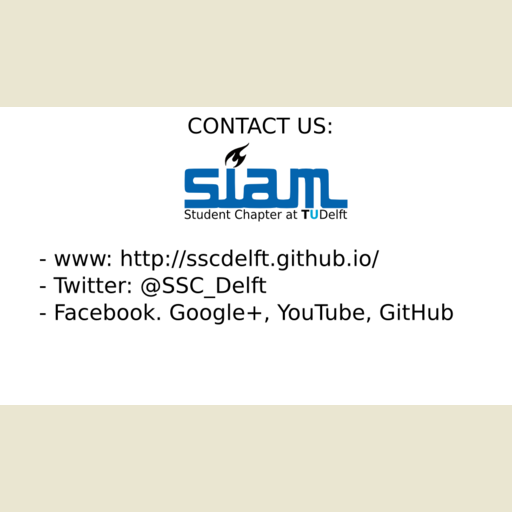 CONTACT US:
siam
Student Chapter at TUDelft
- www: http://sscdelft.github.io/
- Twitter: @SSC_Delft
- Facebook. Google+, YouTube, GitHub